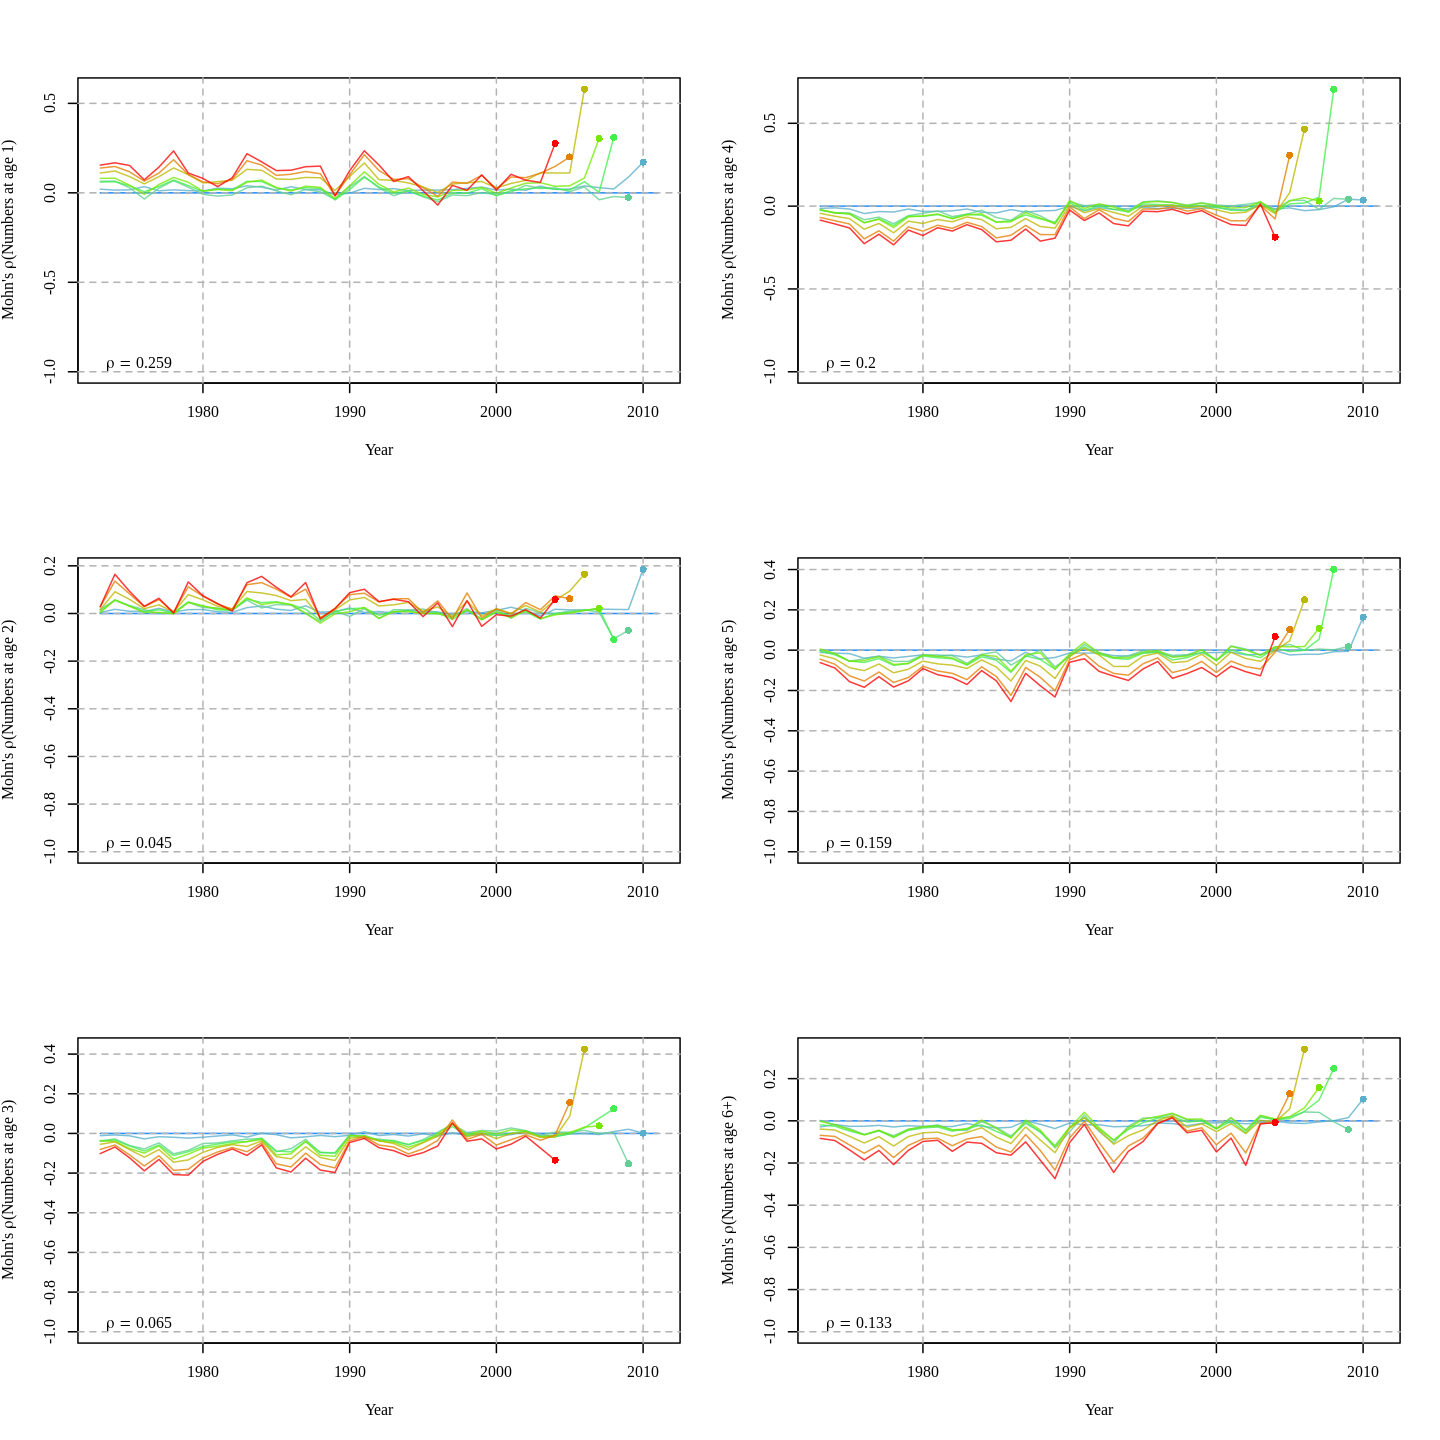 Mohn's ρ(Numbers at age 1)
0.5
0.0
-0.5
-1.0
ρ = 0.259
1980 1990 2000 2010
Year
Mohn's ρ(Numbers at age 4)
0.5
0.0
-0.5
-1.0
ρ = 0.2
1980 1990 2000 2010
Year
Mohn's ρ(Numbers at age 2)
0.2
0.0
-0.2
-0.4
-0.6
-0.8
-1.0
ρ = 0.045
1980 1990 2000 2010
Year
Mohn's ρ(Numbers at age 5)
0.4
0.2
0.0
-0.2
-0.4
-0.6
-0.8
-1.0
ρ = 0.159
1980 1990 2000 2010
Year
Mohn's ρ(Numbers at age 3)
0.4
0.2
0.0
-0.2
-0.4
-0.6
-0.8
-1.0
ρ = 0.065
1980 1990 2000 2010
Year
Mohn's ρ(Numbers at age 6+)
0.2
0.0
-0.2
-0.4
-0.6
-0.8
-1.0
ρ = 0.133
1980 1990 2000 2010
Year